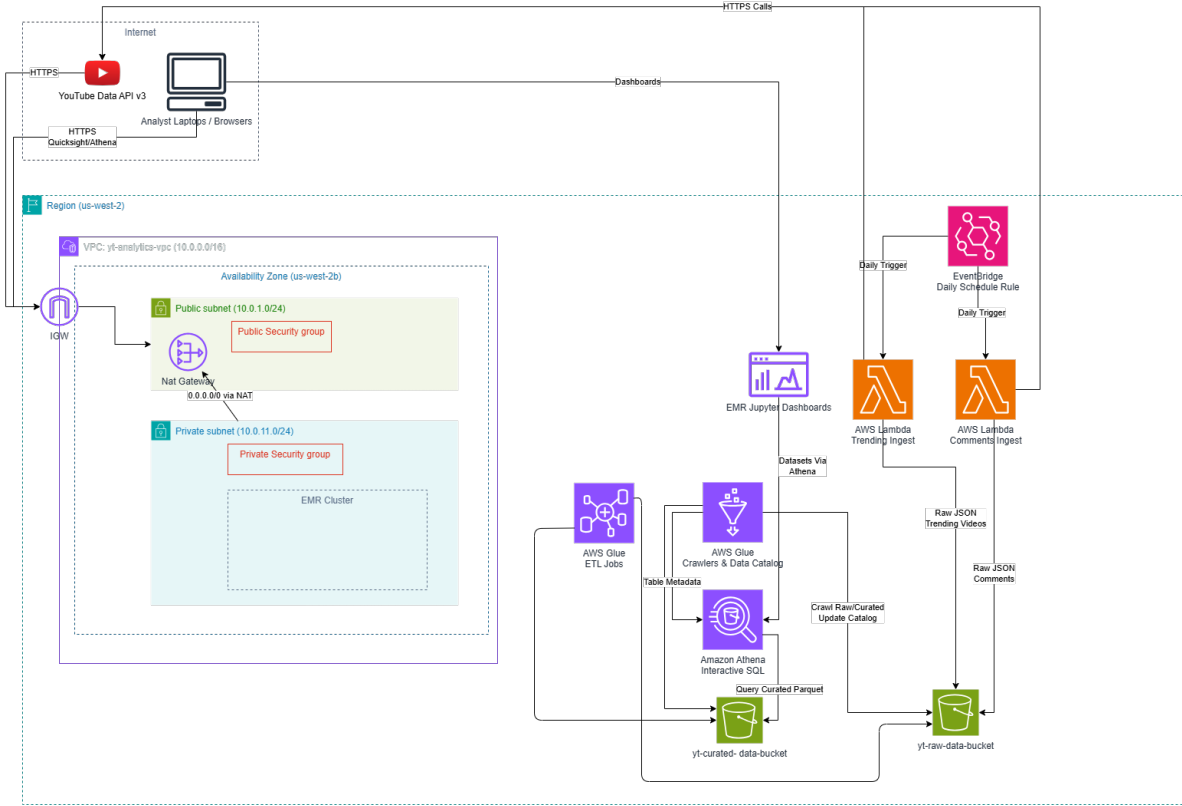 HTTPS Calls
Internet
HTTPS
YouTube Data API v3
Analyst Laptops / Browsers
Dashboards
HTTPS
Quicksight/Athena
Region (us-west-2)
VPC: yt-analytics-vpc (10.0.0.0/16)
Availability Zone (us-west-2b)
EventBridge
Daily Schedule Rule
Daily Trigger
Daily Trigger
IGW
Public subnet (10.0.1.0/24)
Public Security group
Nat Gateway
0.0.0.0/0 via NAT
Private subnet (10.0.11.0/24)
Private Security group
EMR Cluster
EMR Jupyter Dashboards
AWS Lambda
Trending Ingest
AWS Lambda
Comments Ingest
Datasets Via
Athena
AWS Glue
ETL Jobs
AWS Glue
Crawlers & Data Catalog
Raw JSON
Trending Videos
Raw JSON
Comments
Table Metadata
Crawl Raw/Curated
Update Catalog
Amazon Athena
Interactive SQL
Query Curated Parquet
yt-curated- data-bucket
yt-raw-data-bucket